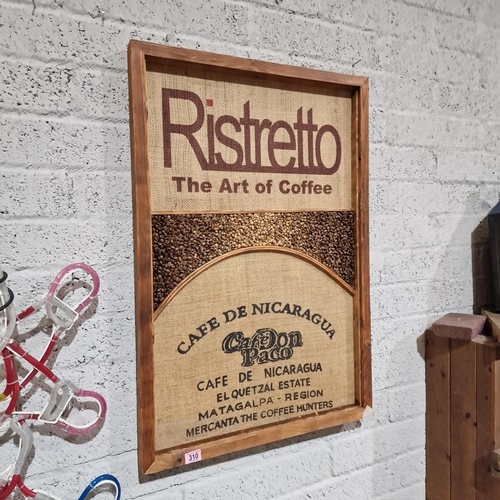 Ristretto
The Art of Coffee
CAFE DE NICARAGUA
Café Don
Paco
CAFE DE NICARAGUA
EL QUETZAL ESTATE
MATAGALPA - REGION
MERCANTA THE COFFEE HUNTERS
310